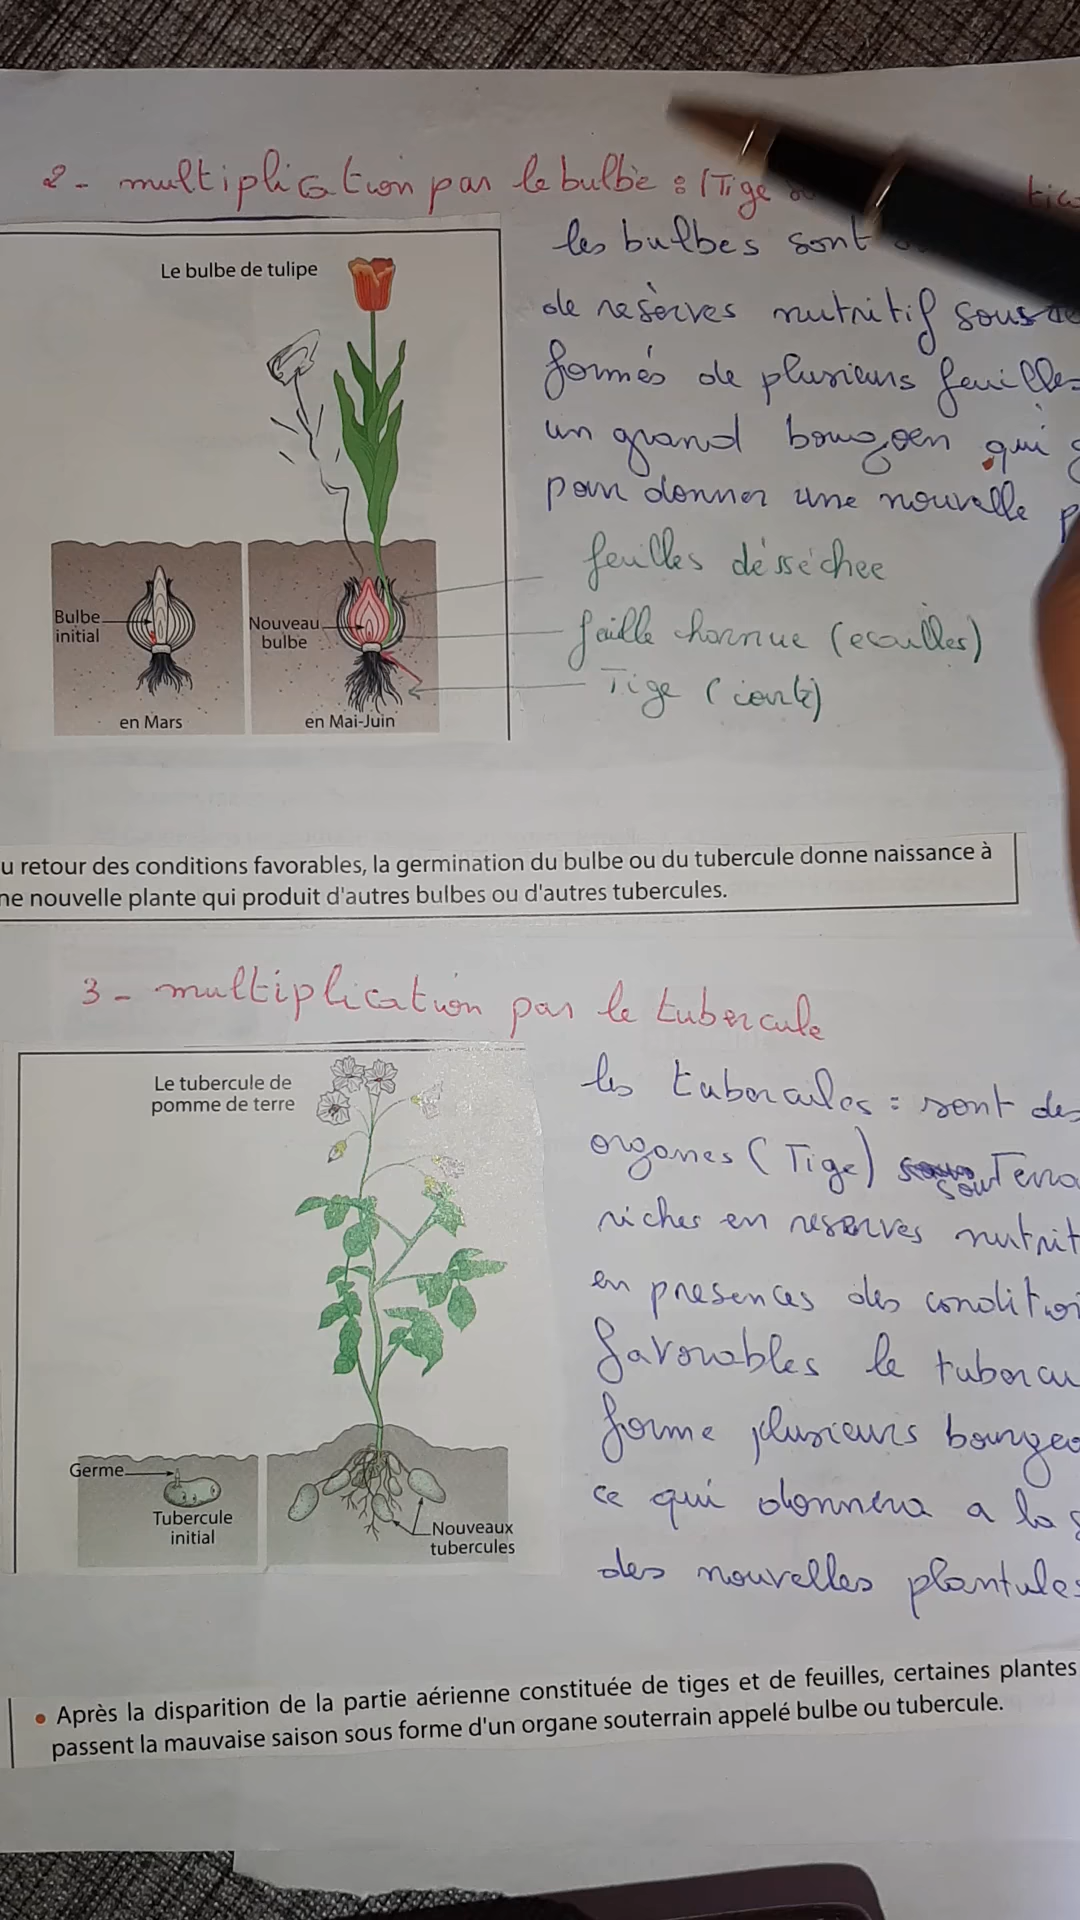 2 - multiplication par le bulbe : (Tige
Le bulbe de tulipe
les bulbes sont
de reserves nutritif sous
formés de plusieurs feuilles
un grand bourgoen qui
pour donner une nouvelle p
feuilles désséchee
feuille charnue (ecailles)
Tige (courte)
Bulbe initial
Nouveau bulbe
en Mars
en Mai-Juin
u retour des conditions favorables, la germination du bulbe ou du tubercule donne naissance à
ne nouvelle plante qui produit d'autres bulbes ou d'autres tubercules.
3 - multiplication par le tubercule
Le tubercule de
pomme de terre
les tubercules : sont des
organes (Tige) souTerra
riches en reserves nutrit
en presences des condition
favorables le tubercu
forme plusieurs bourgeo
ce qui donnera a la
des nouvelles plantules
Germe
Tubercule
initial
Nouveaux
tubercules
• Après la disparition de la partie aérienne constituée de tiges et de feuilles, certaines plantes
passent la mauvaise saison sous forme d'un organe souterrain appelé bulbe ou tubercule.